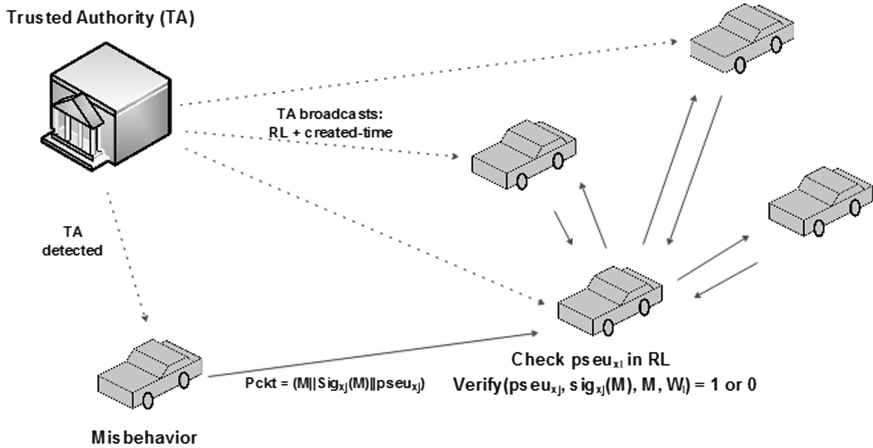 Trusted Authority (TA)
TA broadcasts:
RL + created-time
TA
detected
Pckt = (M||Sig_xj(M)||pseu_xj)
Check pseu_xi in RL
Verify(pseu_xj, sig_xj(M), M, W_i) = 1 or 0
Misbehavior